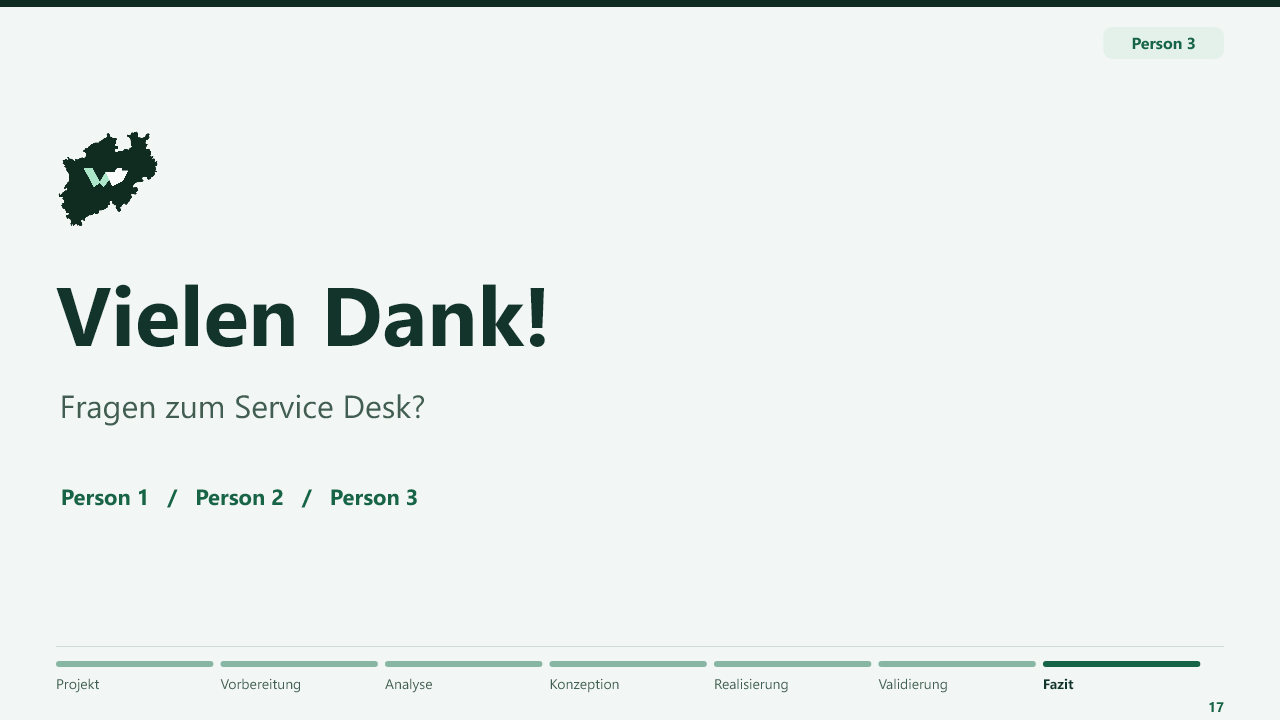 Person 3
Vielen Dank!
Fragen zum Service Desk?
Person 1 / Person 2 / Person 3
Projekt Vorbereitung Analyse Konzeption Realisierung Validierung Fazit
17